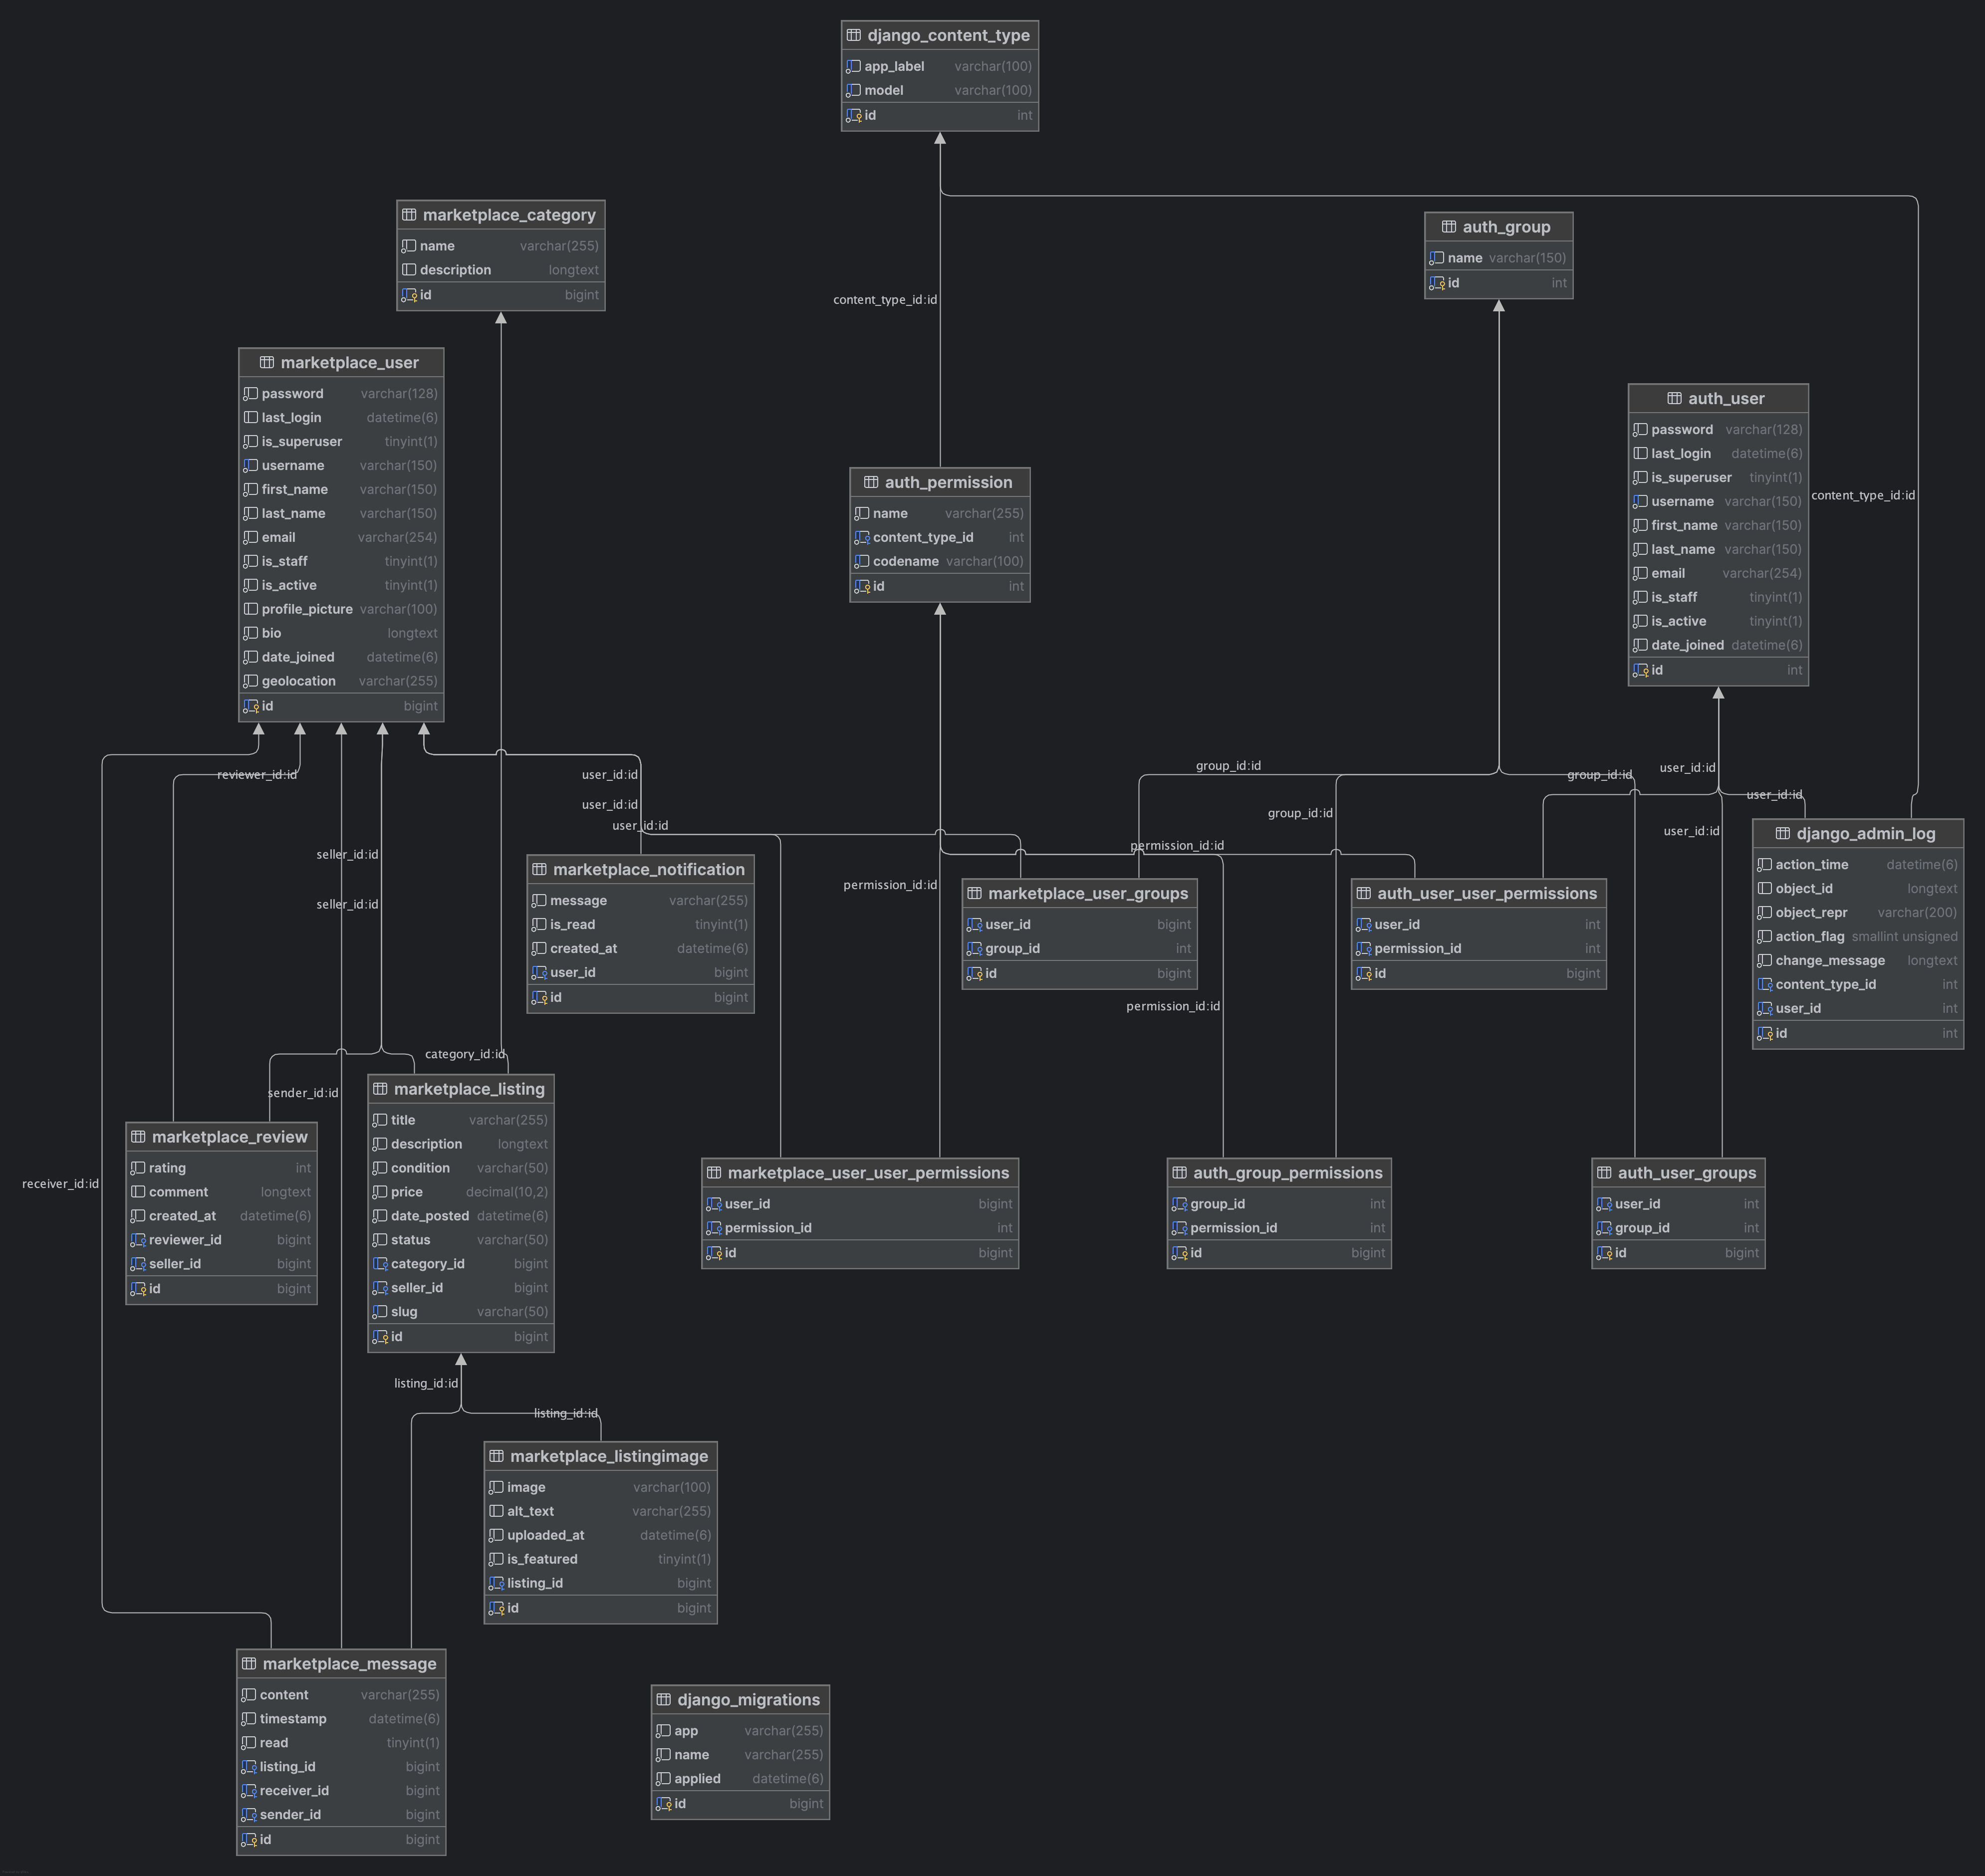 django_content_type
app_label varchar(100)
model varchar(100)
id int
marketplace_category
name varchar(255)
description longtext
id bigint
auth_group
name varchar(150)
id int
content_type_id:id
marketplace_user
password varchar(128)
last_login datetime(6)
is_superuser tinyint(1)
username varchar(150)
first_name varchar(150)
last_name varchar(150)
email varchar(254)
is_staff tinyint(1)
is_active tinyint(1)
profile_picture varchar(100)
bio longtext
date_joined datetime(6)
geolocation varchar(255)
id bigint
auth_user
password varchar(128)
last_login datetime(6)
is_superuser tinyint(1)
username varchar(150)
first_name varchar(150)
last_name varchar(150)
email varchar(254)
is_staff tinyint(1)
is_active tinyint(1)
date_joined datetime(6)
id int
content_type_id:id
auth_permission
name varchar(255)
content_type_id int
codename varchar(100)
id int
reviewer_id:id
user_id:id
user_id:id
user_id:id
group_id:id
group_id:id
group_id:id
user_id:id
user_id:id
user_id:id
seller_id:id
seller_id:id
permission_id:id
permission_id:id
permission_id:id
django_admin_log
action_time datetime(6)
object_id longtext
object_repr varchar(200)
action_flag smallint unsigned
change_message longtext
content_type_id int
user_id int
id int
marketplace_notification
message varchar(255)
is_read tinyint(1)
created_at datetime(6)
user_id bigint
id bigint
marketplace_user_groups
user_id bigint
group_id int
id bigint
auth_user_user_permissions
user_id int
permission_id int
id bigint
category_id:id
sender_id:id
receiver_id:id
marketplace_listing
title varchar(255)
description longtext
condition varchar(50)
price decimal(10,2)
date_posted datetime(6)
status varchar(50)
category_id bigint
seller_id bigint
slug varchar(50)
id bigint
marketplace_review
rating int
comment longtext
created_at datetime(6)
reviewer_id bigint
seller_id bigint
id bigint
marketplace_user_user_permissions
user_id bigint
permission_id int
id bigint
auth_group_permissions
group_id int
permission_id int
id bigint
auth_user_groups
user_id int
group_id int
id bigint
listing_id:id
listing_id:id
marketplace_listingimage
image varchar(100)
alt_text varchar(255)
uploaded_at datetime(6)
is_featured tinyint(1)
listing_id bigint
id bigint
marketplace_message
content varchar(255)
timestamp datetime(6)
read tinyint(1)
listing_id bigint
receiver_id bigint
sender_id bigint
id bigint
django_migrations
app varchar(255)
name varchar(255)
applied datetime(6)
id bigint